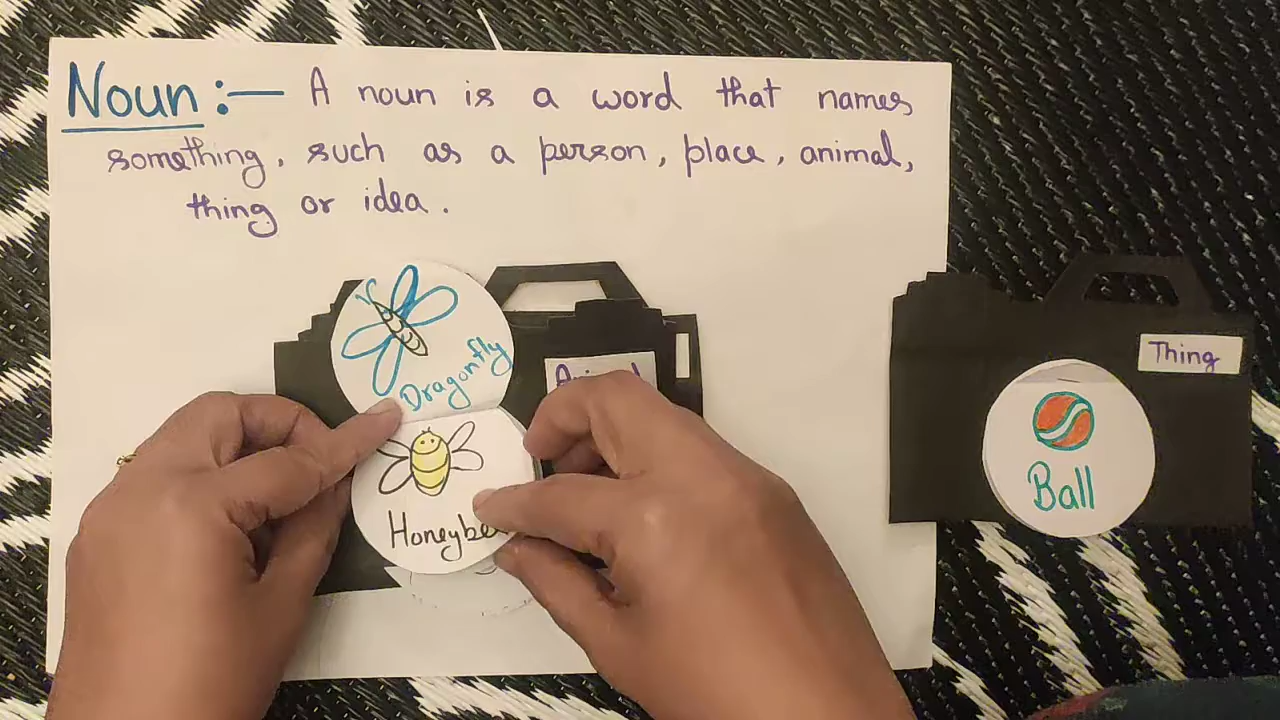 Noun :— A noun is a word that names
something, such as a person, place, animal,
thing or idea.
Dragonfly
Animal
Honeybee
Thing
Ball